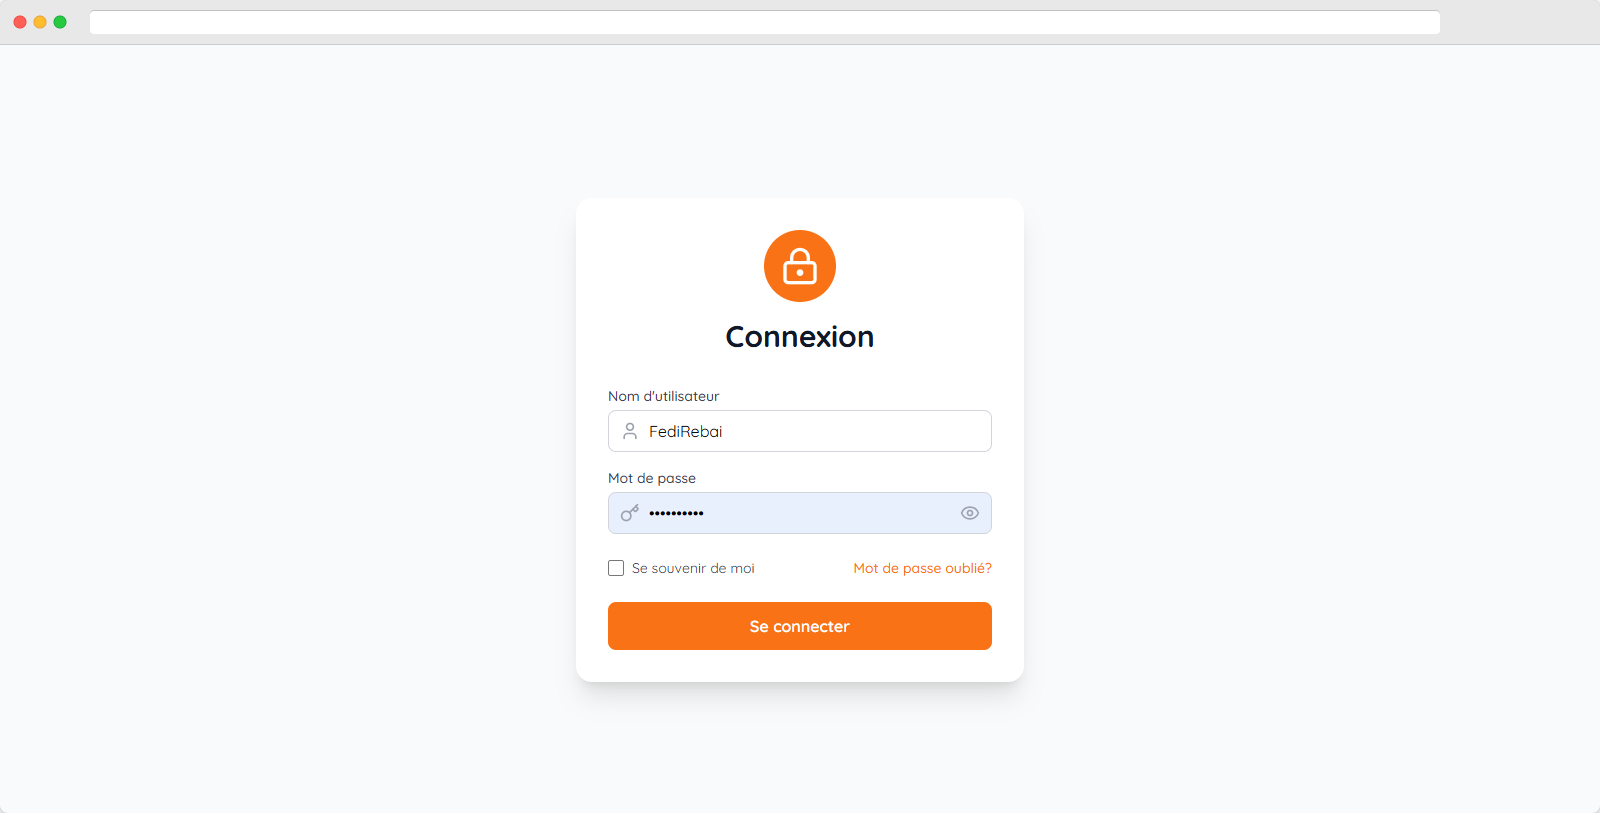 Connexion
Nom d'utilisateur
FediRebai
Mot de passe
••••••••••
Se souvenir de moi
Mot de passe oublié?
Se connecter